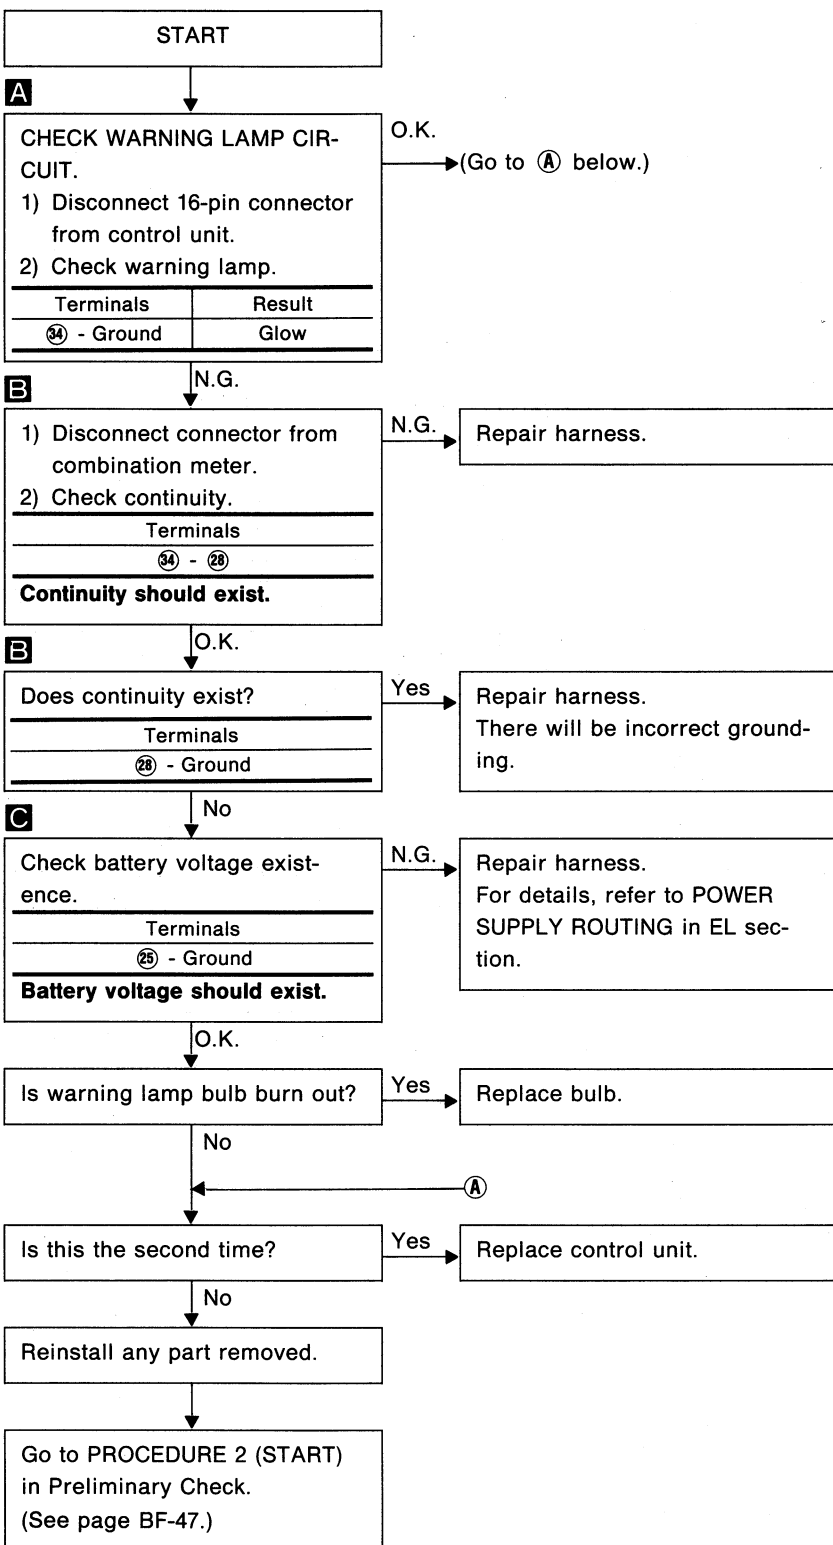 START
A
CHECK WARNING LAMP CIR-
CUIT.
1) Disconnect 16-pin connector
from control unit.
2) Check warning lamp.
Terminals Result
㉞ - Ground Glow
O.K.
(Go to Ⓐ below.)
N.G.
B
1) Disconnect connector from
combination meter.
2) Check continuity.
Terminals
㉞ - ㉘
Continuity should exist.
N.G.
Repair harness.
O.K.
B
Does continuity exist?
Terminals
㉘ - Ground
Yes
Repair harness.
There will be incorrect ground-
ing.
No
C
Check battery voltage exist-
ence.
Terminals
㉕ - Ground
Battery voltage should exist.
N.G.
Repair harness.
For details, refer to POWER
SUPPLY ROUTING in EL sec-
tion.
O.K.
Is warning lamp bulb burn out?
Yes
Replace bulb.
No
Ⓐ
Is this the second time?
Yes
Replace control unit.
No
Reinstall any part removed.
Go to PROCEDURE 2 (START)
in Preliminary Check.
(See page BF-47.)